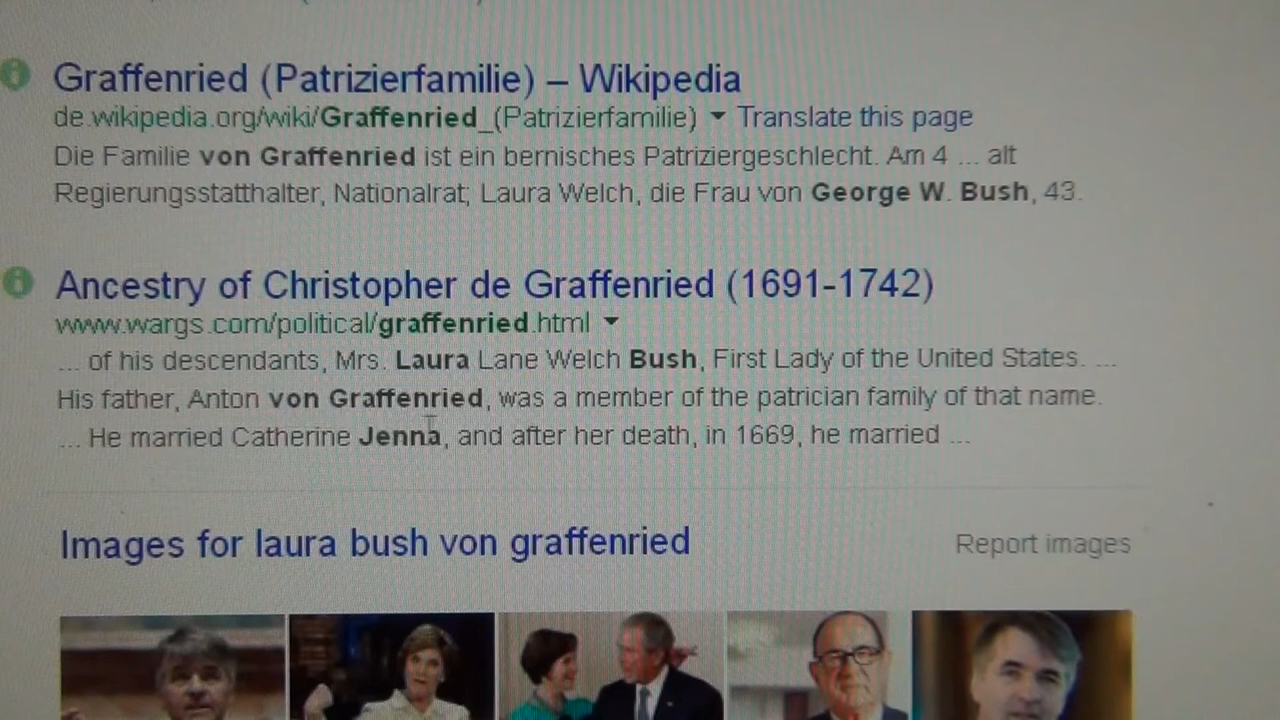 Graffenried (Patrizierfamilie) – Wikipedia
de.wikipedia.org/wiki/Graffenried_(Patrizierfamilie) Translate this page
Die Familie von Graffenried ist ein bernisches Patriziergeschlecht. Am 4 ... alt
Regierungsstatthalter, Nationalrat; Laura Welch, die Frau von George W. Bush, 43.
Ancestry of Christopher de Graffenried (1691-1742)
www.wargs.com/political/graffenried.html
... of his descendants, Mrs. Laura Lane Welch Bush, First Lady of the United States. ...
His father, Anton von Graffenried, was a member of the patrician family of that name.
... He married Catherine Jenna, and after her death, in 1669, he married ...
Images for laura bush von graffenried
Report images